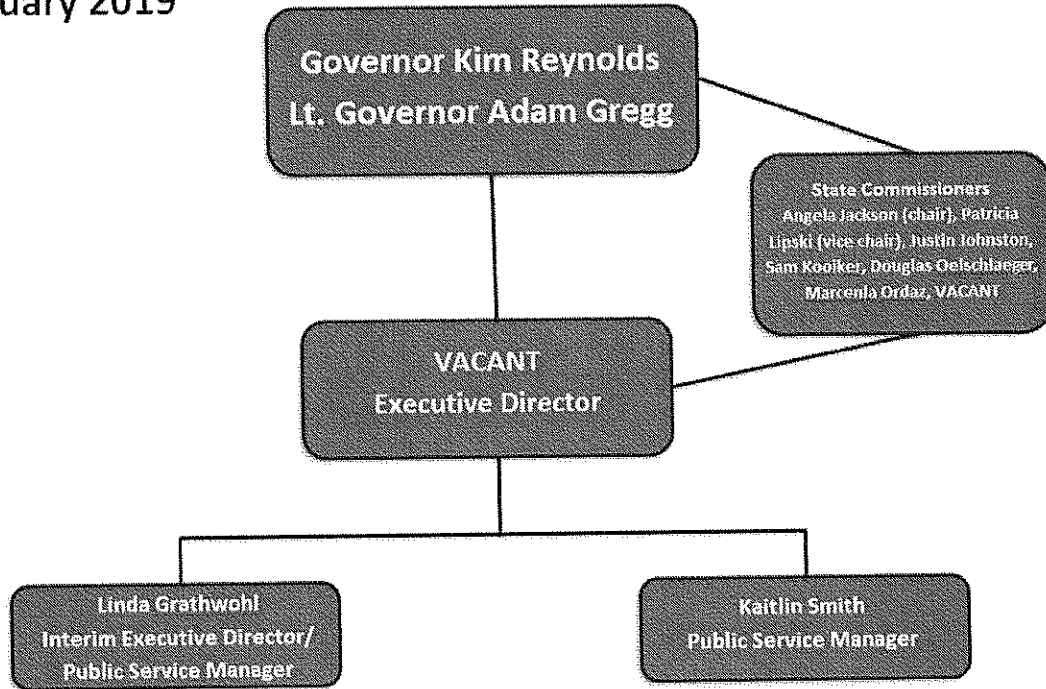 uary 2019
Governor Kim Reynolds
Lt. Governor Adam Gregg
State Commissioners
Angela Jackson (chair), Patricia
Lipski (vice chair), Justin Johnston,
Sam Kooiker, Douglas Oelschlaeger,
Marcenla Ordaz, VACANT
VACANT
Executive Director
Linda Grathwohl
Interim Executive Director/
Public Service Manager
Kaitlin Smith
Public Service Manager